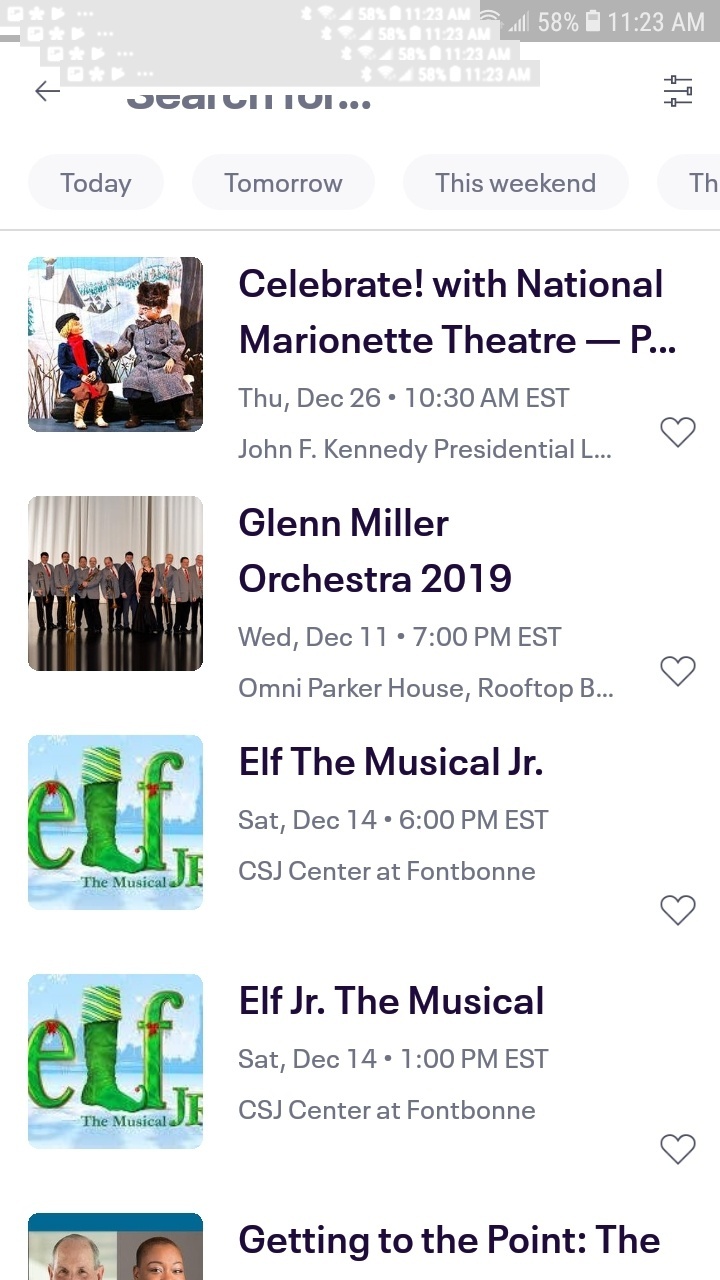 58% 11:23 AM
58% 11:23 AM
58% 11:23 AM
58% 11:23 AM
58% 11:23 AM
Search for...
Today Tomorrow This weekend Th
Celebrate! with National
Marionette Theatre — P...
Thu, Dec 26 • 10:30 AM EST
John F. Kennedy Presidential L...
Glenn Miller
Orchestra 2019
Wed, Dec 11 • 7:00 PM EST
Omni Parker House, Rooftop B...
elf
The Musical JR
Elf The Musical Jr.
Sat, Dec 14 • 6:00 PM EST
CSJ Center at Fontbonne
elf
The Musical JR
Elf Jr. The Musical
Sat, Dec 14 • 1:00 PM EST
CSJ Center at Fontbonne
Getting to the Point: The